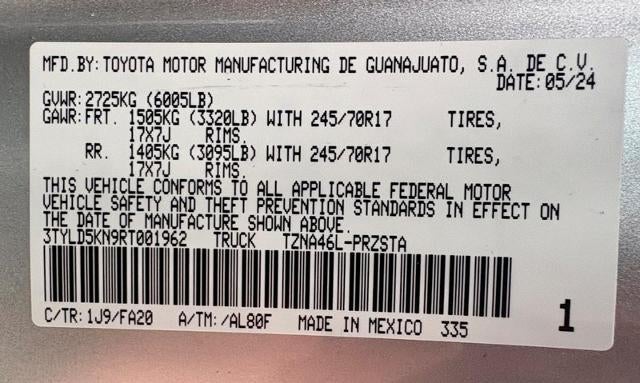 MFD.BY:TOYOTA MOTOR MANUFACTURING DE GUANAJUATO, S.A. DE C.V.
DATE:05/24
GVWR:2725KG (6005LB)
GAWR:FRT. 1505KG (3320LB) WITH 245/70R17 TIRES,
17X7J RIMS.
RR. 1405KG (3095LB) WITH 245/70R17 TIRES,
17X7J RIMS.
THIS VEHICLE CONFORMS TO ALL APPLICABLE FEDERAL MOTOR
VEHICLE SAFETY AND THEFT PREVENTION STANDARDS IN EFFECT ON
THE DATE OF MANUFACTURE SHOWN ABOVE.
3TYLD5KN9RT001962 TRUCK TZNA46L-PRZSTA
C/TR:1J9/FA20 A/TM:/AL80F MADE IN MEXICO 335 1